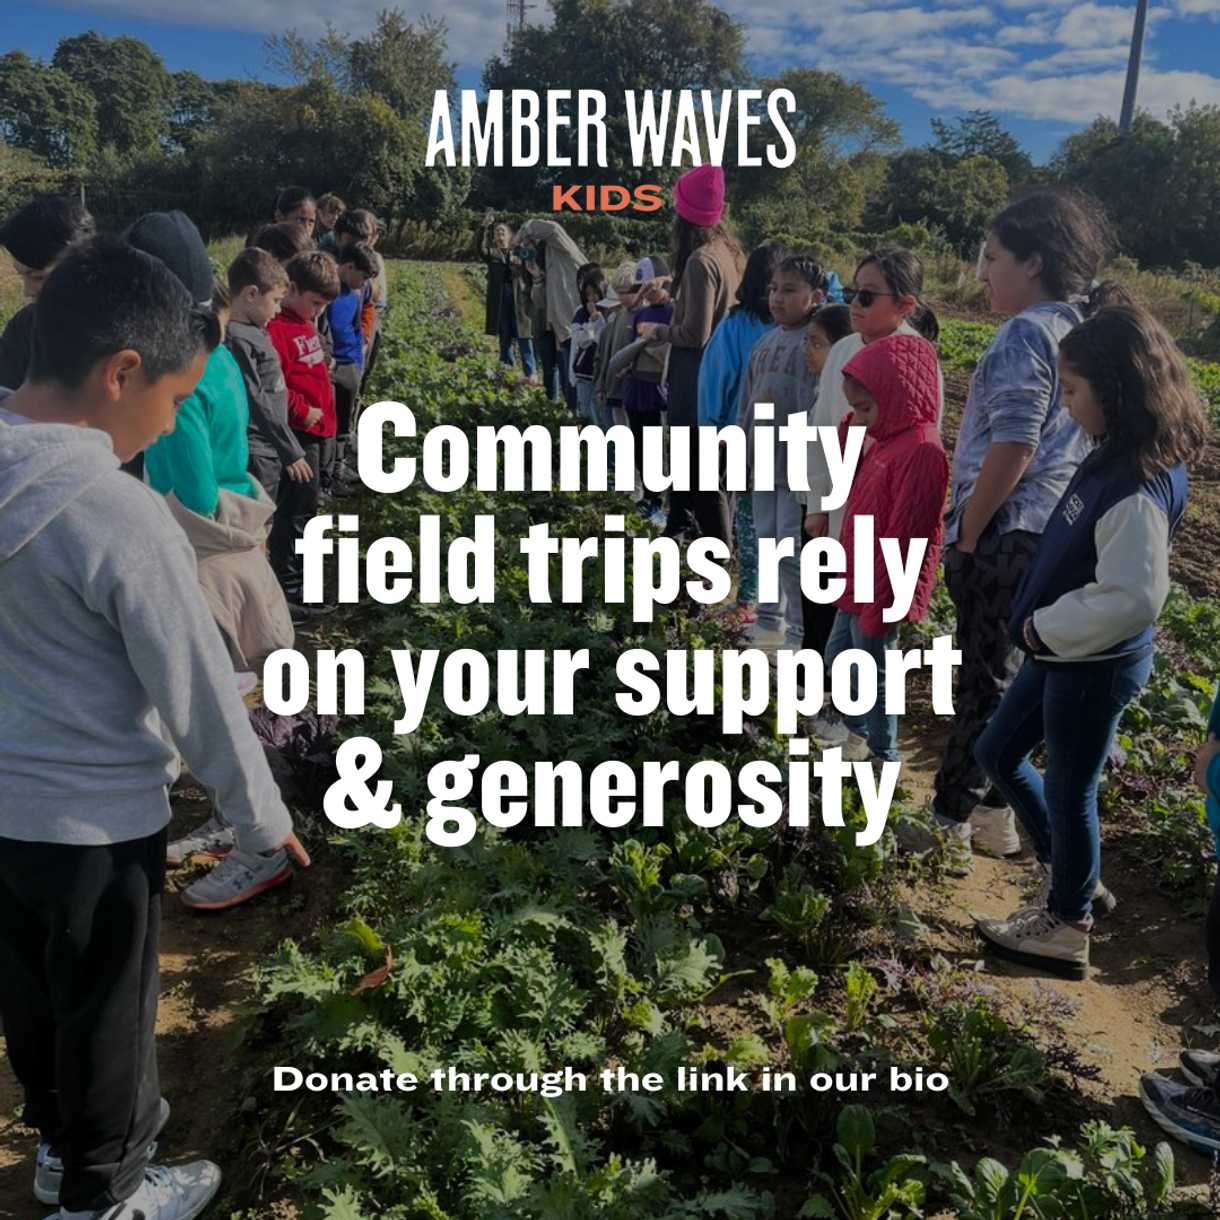 AMBER WAVES
KIDS
Community
field trips rely
on your support
& generosity
Donate through the link in our bio